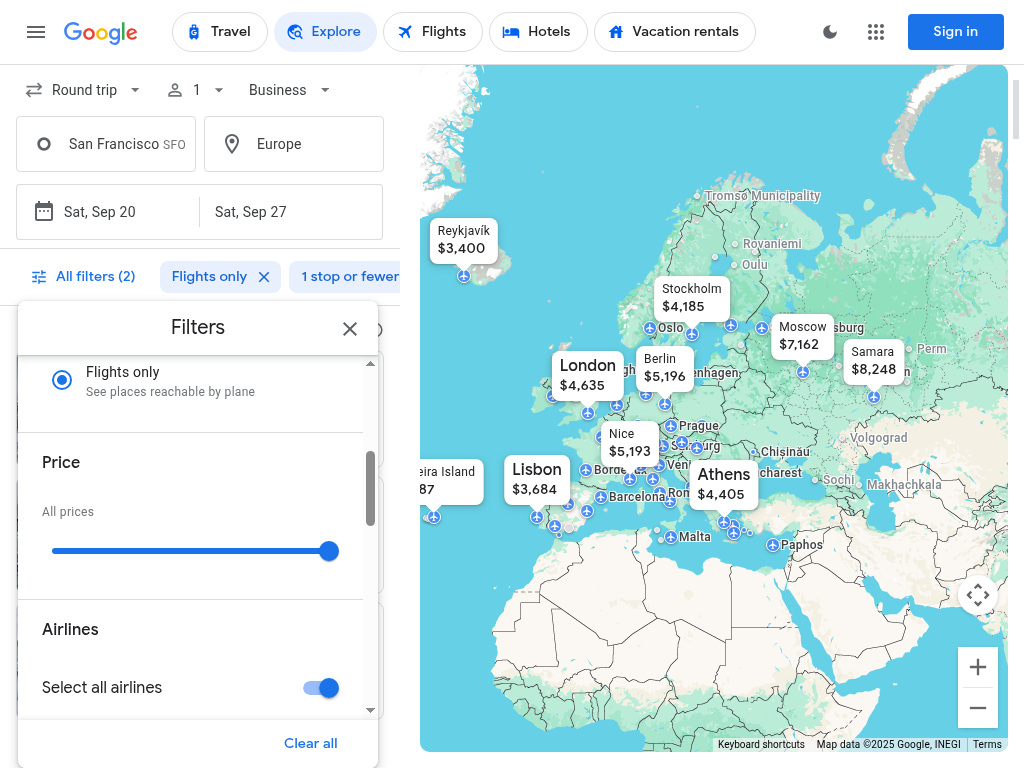 Google
Travel
Explore
Flights
Hotels
Vacation rentals
Sign in
Round trip
1
Business
San Francisco SFO
Europe
Sat, Sep 20
Sat, Sep 27
All filters (2)
Flights only
1 stop or fewer
Filters
Flights only
See places reachable by plane
Price
All prices
Airlines
Select all airlines
Clear all
Tromsø Municipality
Reykjavík
$3,400
Rovaniemi
Oulu
Stockholm
$4,185
Oslo
Moscow
$7,162
sburg
Samara
$8,248
Perm
London
$4,635
Berlin
$5,196
enhagen
Prague
Nice
$5,193
Volgograd
Chișinău
Lisbon
$3,684
eira Island
87
Athens
$4,405
charest
Sochi
Makhachkala
Barcelona
Malta
Paphos
Keyboard shortcuts
Map data ©2025 Google, INEGI
Terms